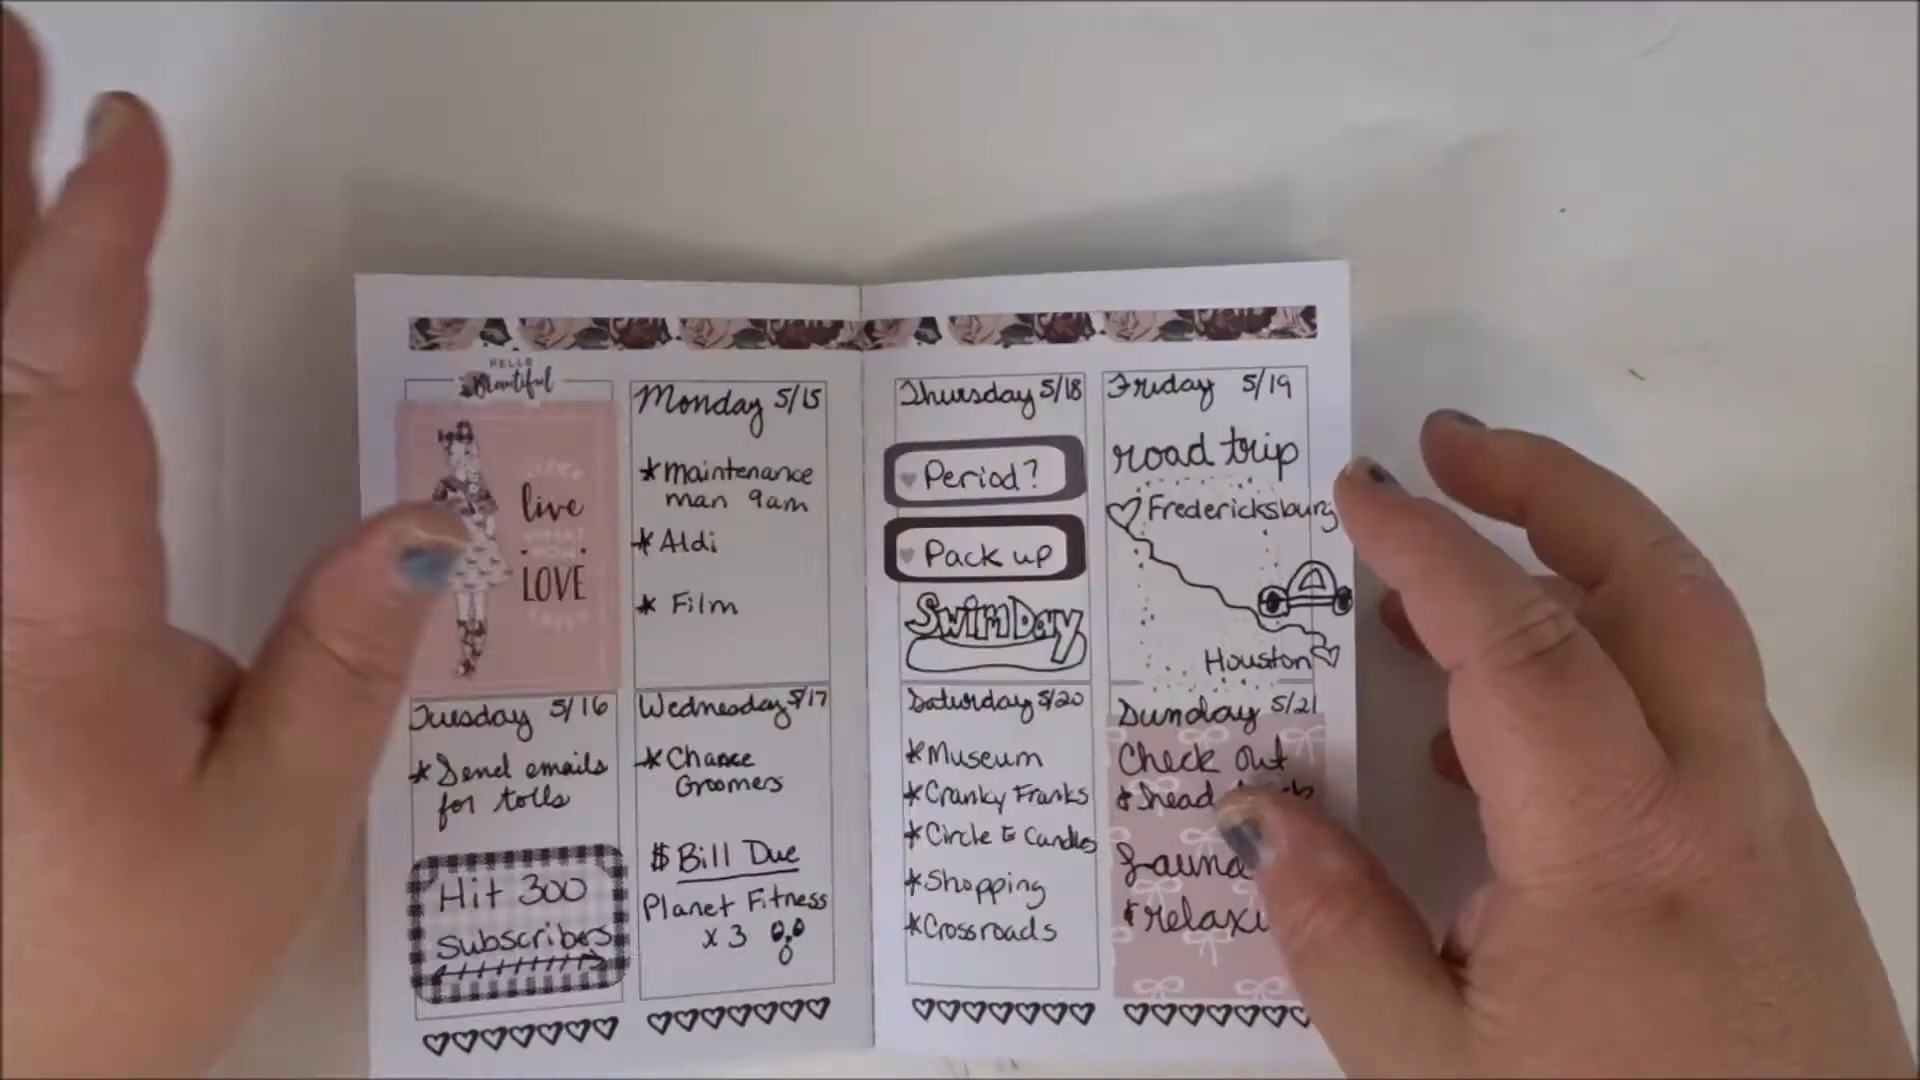 HELLO
Beautiful
live
LOVE
Monday 5/15
*maintenance
man 9am
*Aldi
* Film
Tuesday 5/16
*Send emails
for tolls
Hit 300
subscribers
Wednesday 5/17
*Chance
Groomers
$ Bill Due
Planet Fitness
x 3
Thursday 5/18
Period?
Pack up
Swim Day
Friday 5/19
road trip
Fredericksburg
Houston
Saturday 5/20
*Museum
*Cranky Franks
*Circle E Candles
*Shopping
*Crossroads
Sunday 5/21
Check Out
head